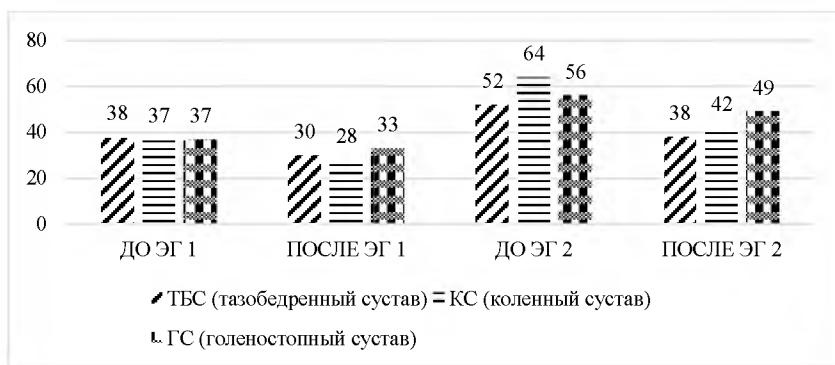 80
60
40
20
0
38 37 37
30 28 33
52 64 56
38 42 49
ДО ЭГ 1 ПОСЛЕ ЭГ 1 ДО ЭГ 2 ПОСЛЕ ЭГ 2
ТБС (тазобедренный сустав) КС (коленный сустав)
ГС (голеностопный сустав)